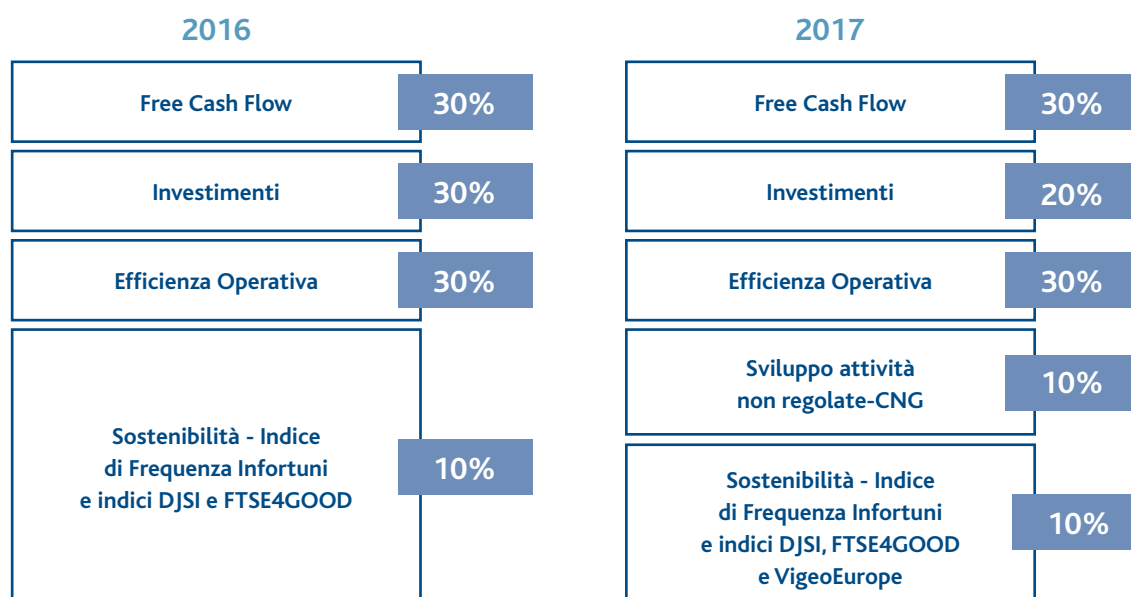 2016
Free Cash Flow
30%
Investimenti
30%
Efficienza Operativa
30%
Sostenibilità - Indice
di Frequenza Infortuni
e indici DJSI e FTSE4GOOD
10%
2017
Free Cash Flow
30%
Investimenti
20%
Efficienza Operativa
30%
Sviluppo attività
non regolate-CNG
10%
Sostenibilità - Indice
di Frequenza Infortuni
e indici DJSI, FTSE4GOOD
e VigeoEurope
10%